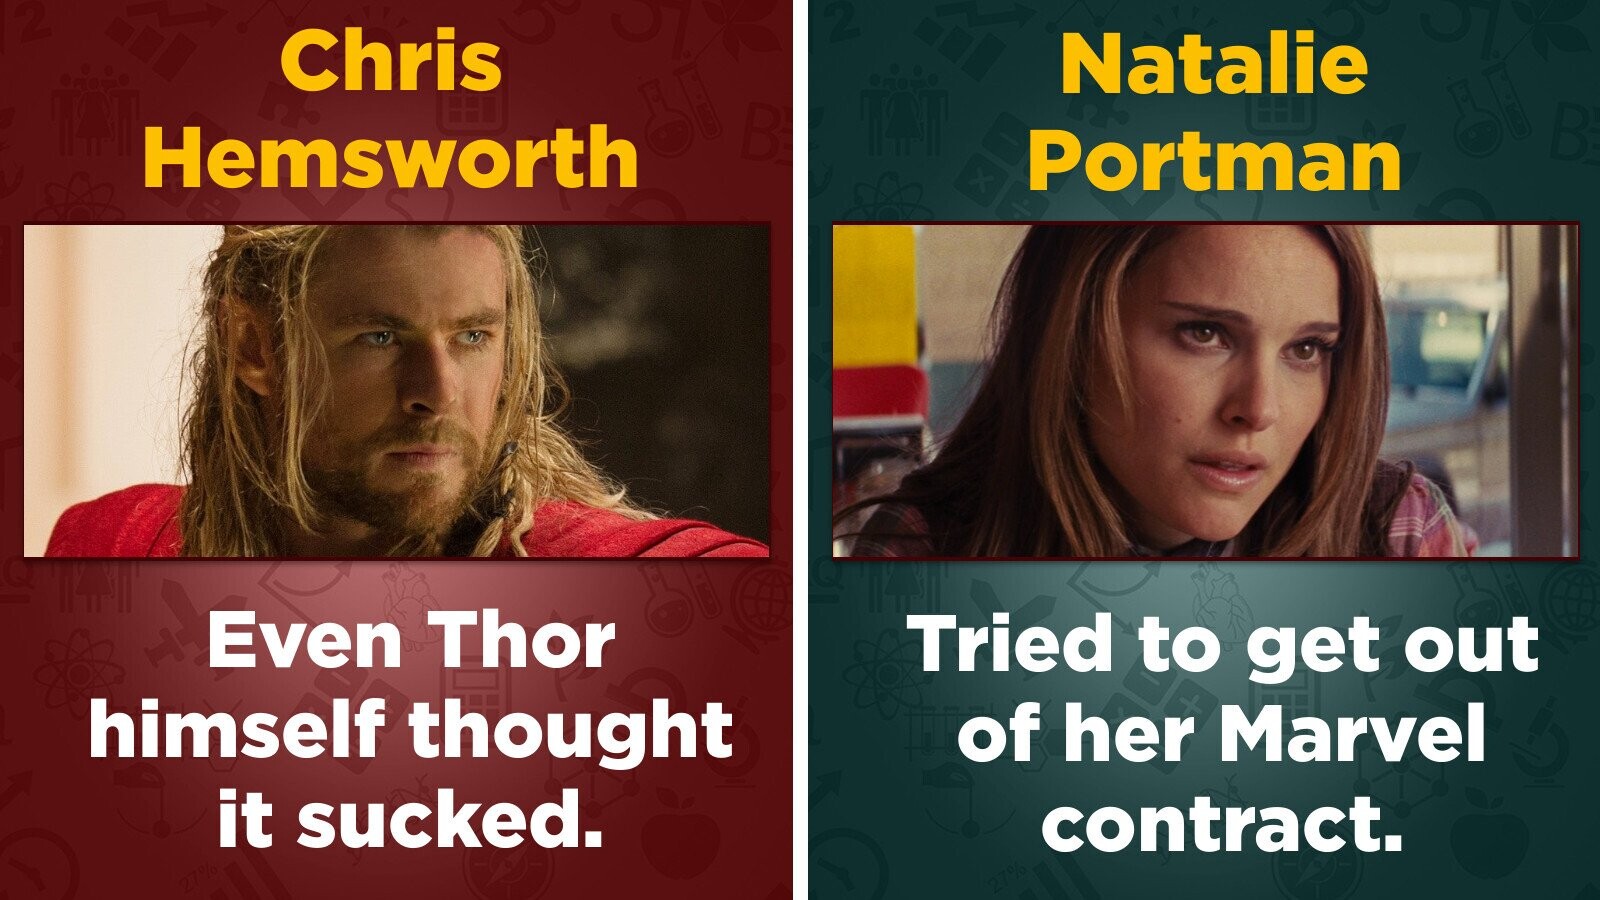 Chris
Hemsworth
Even Thor
himself thought
it sucked.
Natalie
Portman
Tried to get out
of her Marvel
contract.